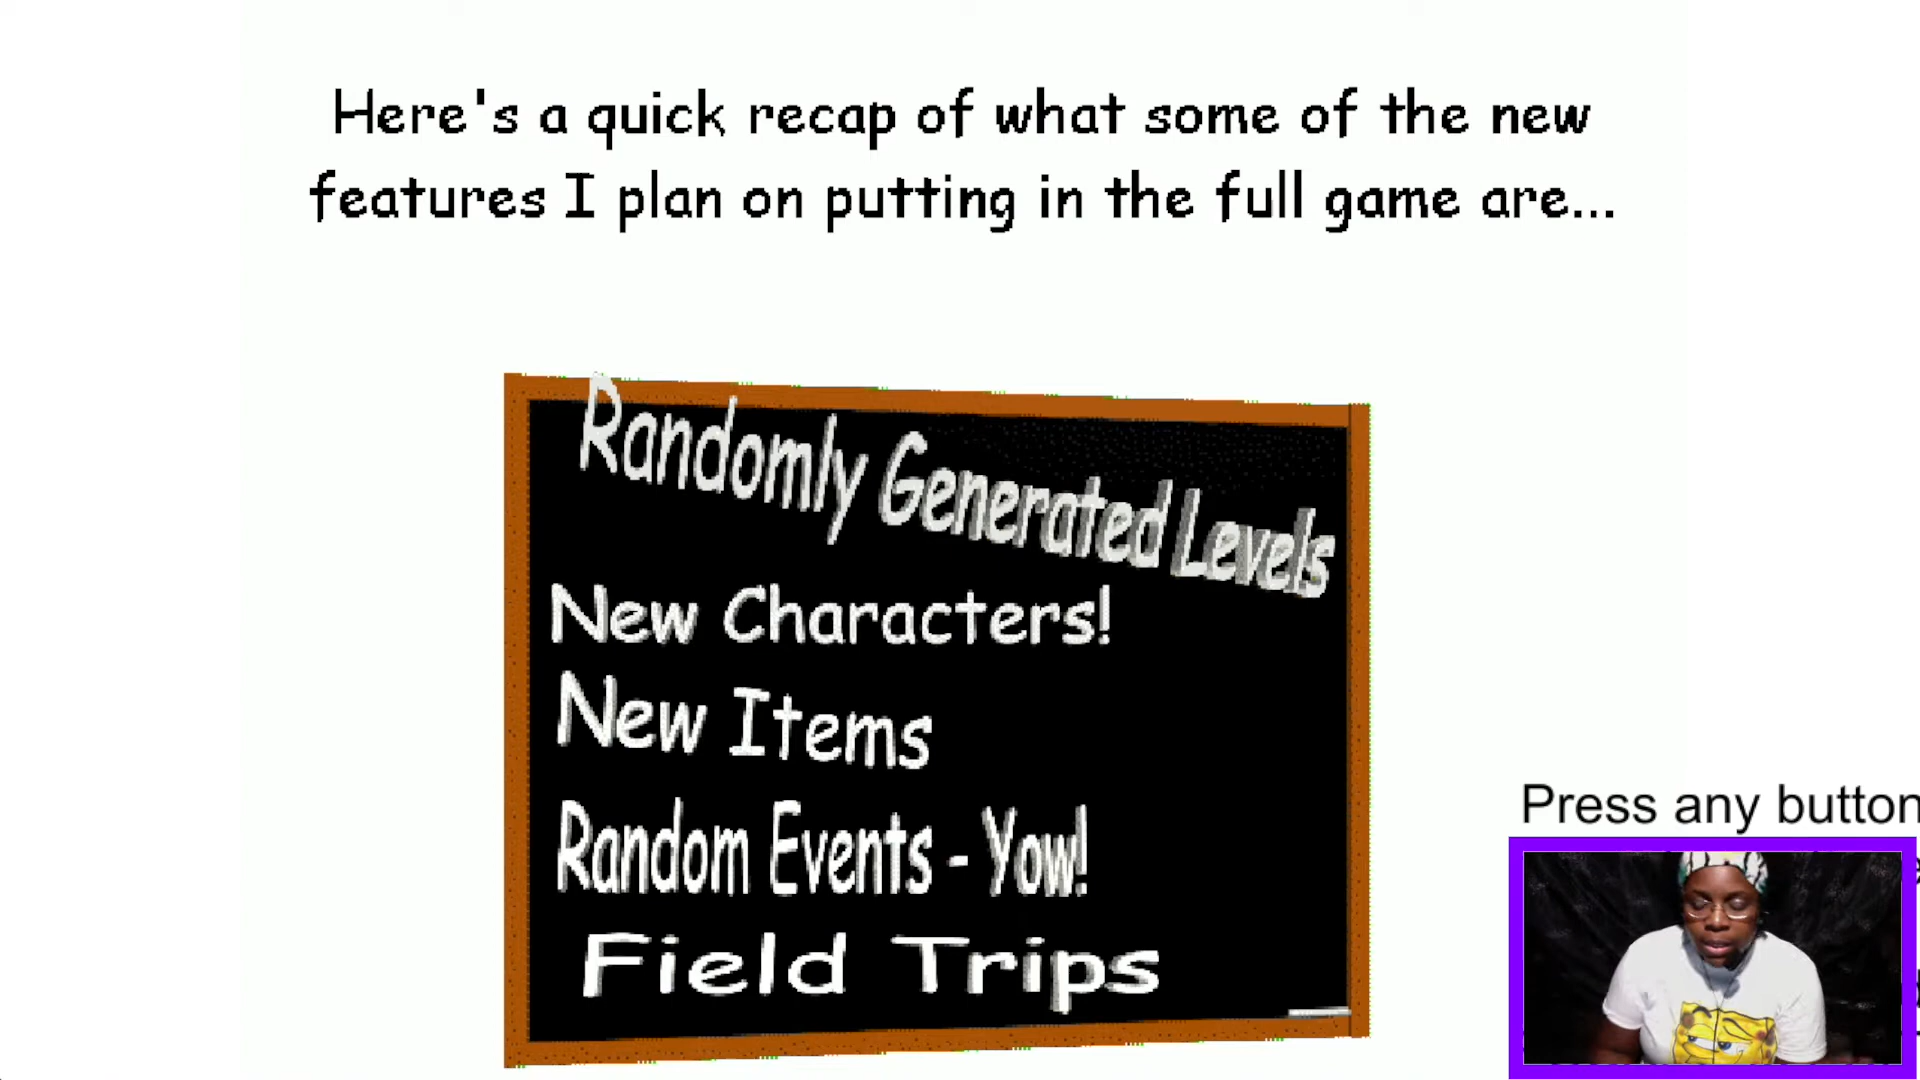 Here's a quick recap of what some of the new
features I plan on putting in the full game are...
Randomly Generated Levels
New Characters!
New Items
Random Events - Yow!
Field Trips
Press any button